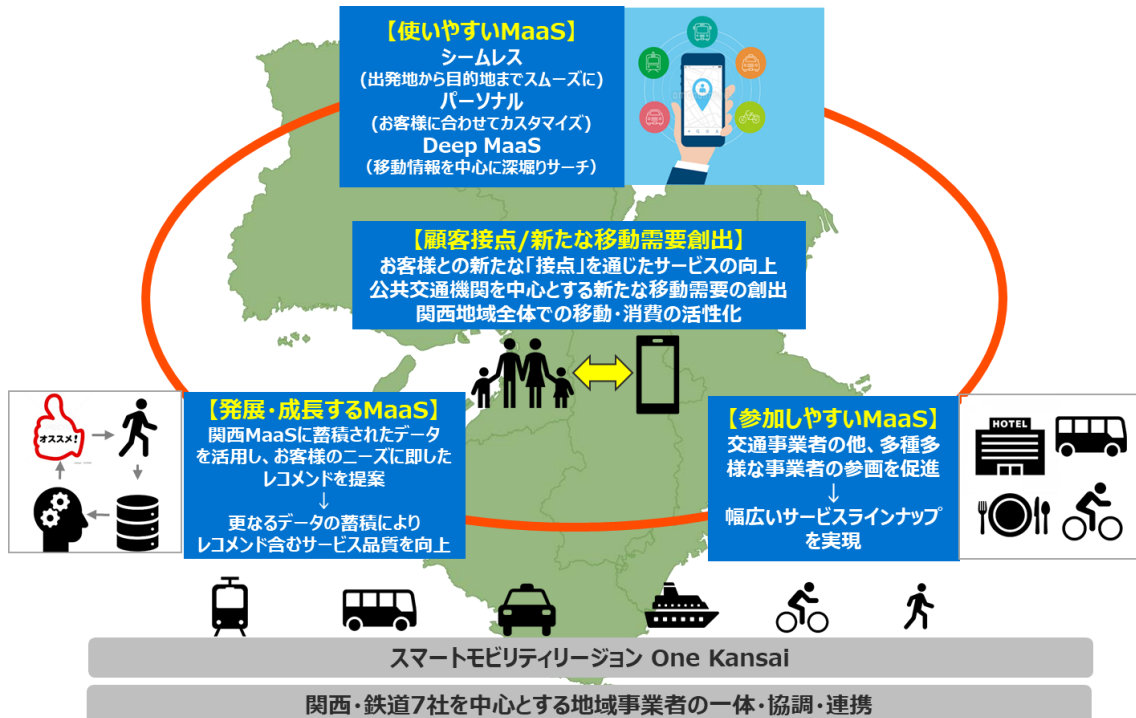 【使いやすいMaaS】
シームレス
(出発地から目的地までスムーズに)
パーソナル
(お客様に合わせてカスタマイズ)
Deep MaaS
(移動情報を中心に深堀りサーチ)
【顧客接点/新たな移動需要創出】
お客様との新たな「接点」を通じたサービスの向上
公共交通機関を中心とする新たな移動需要の創出
関西地域全体での移動・消費の活性化
オススメ!
【発展・成長するMaaS】
関西MaaSに蓄積されたデータ
を活用し、お客様のニーズに即した
レコメンドを提案
↓
更なるデータの蓄積により
レコメンド含むサービス品質を向上
【参加しやすいMaaS】
交通事業者の他、多種多
様な事業者の参画を促進
↓
幅広いサービスラインナップ
を実現
HOTEL
スマートモビリティリージョン One Kansai
関西・鉄道7社を中心とする地域事業者の一体・協調・連携